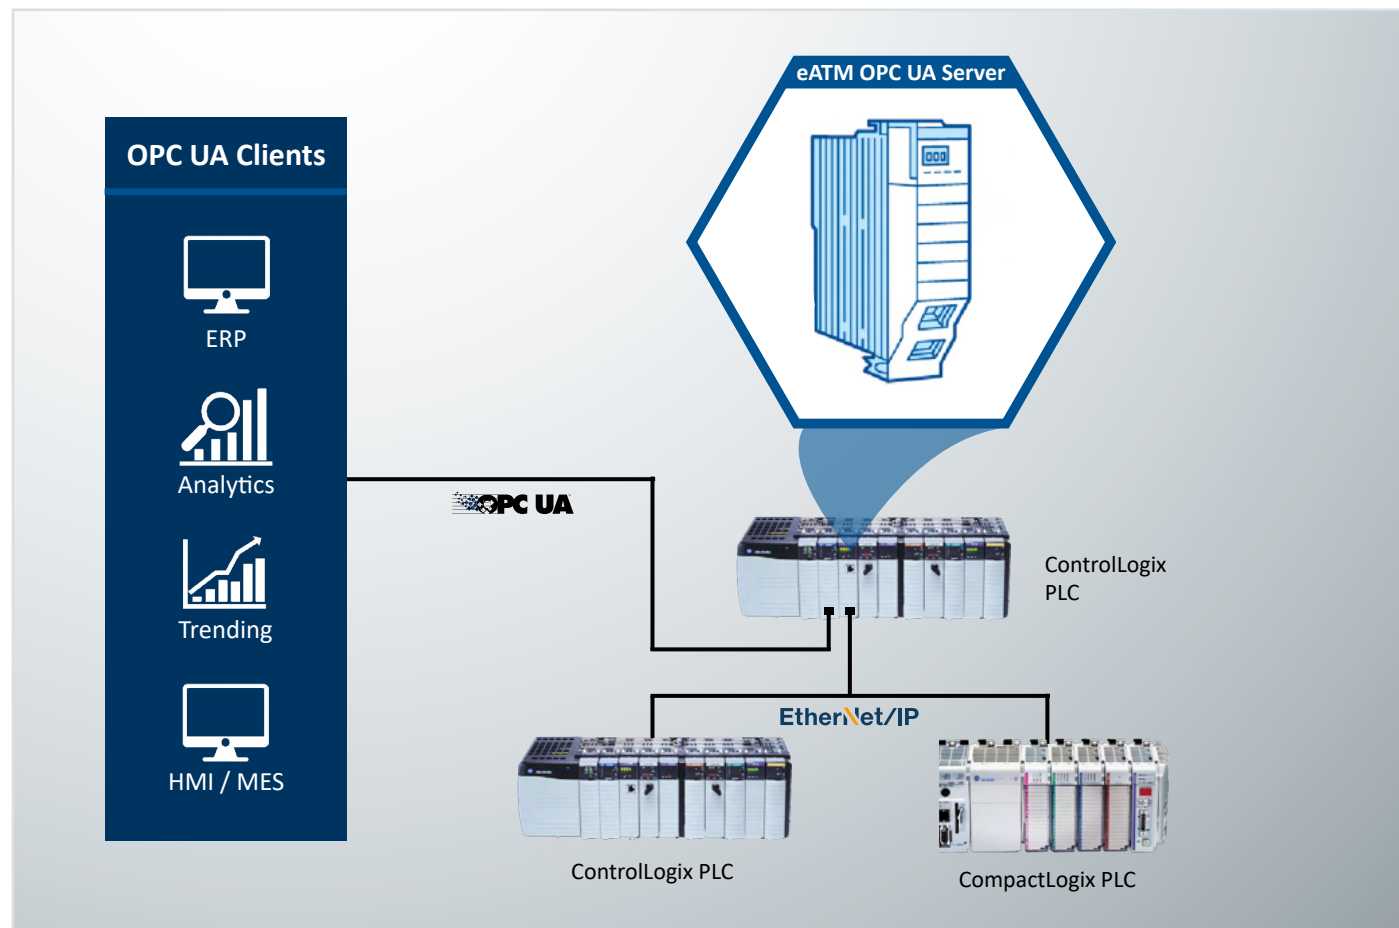 eATM OPC UA Server
OPC UA Clients
ERP
Analytics
Trending
HMI / MES
OPC UA
ControlLogix
PLC
EtherNet/IP
ControlLogix PLC
CompactLogix PLC